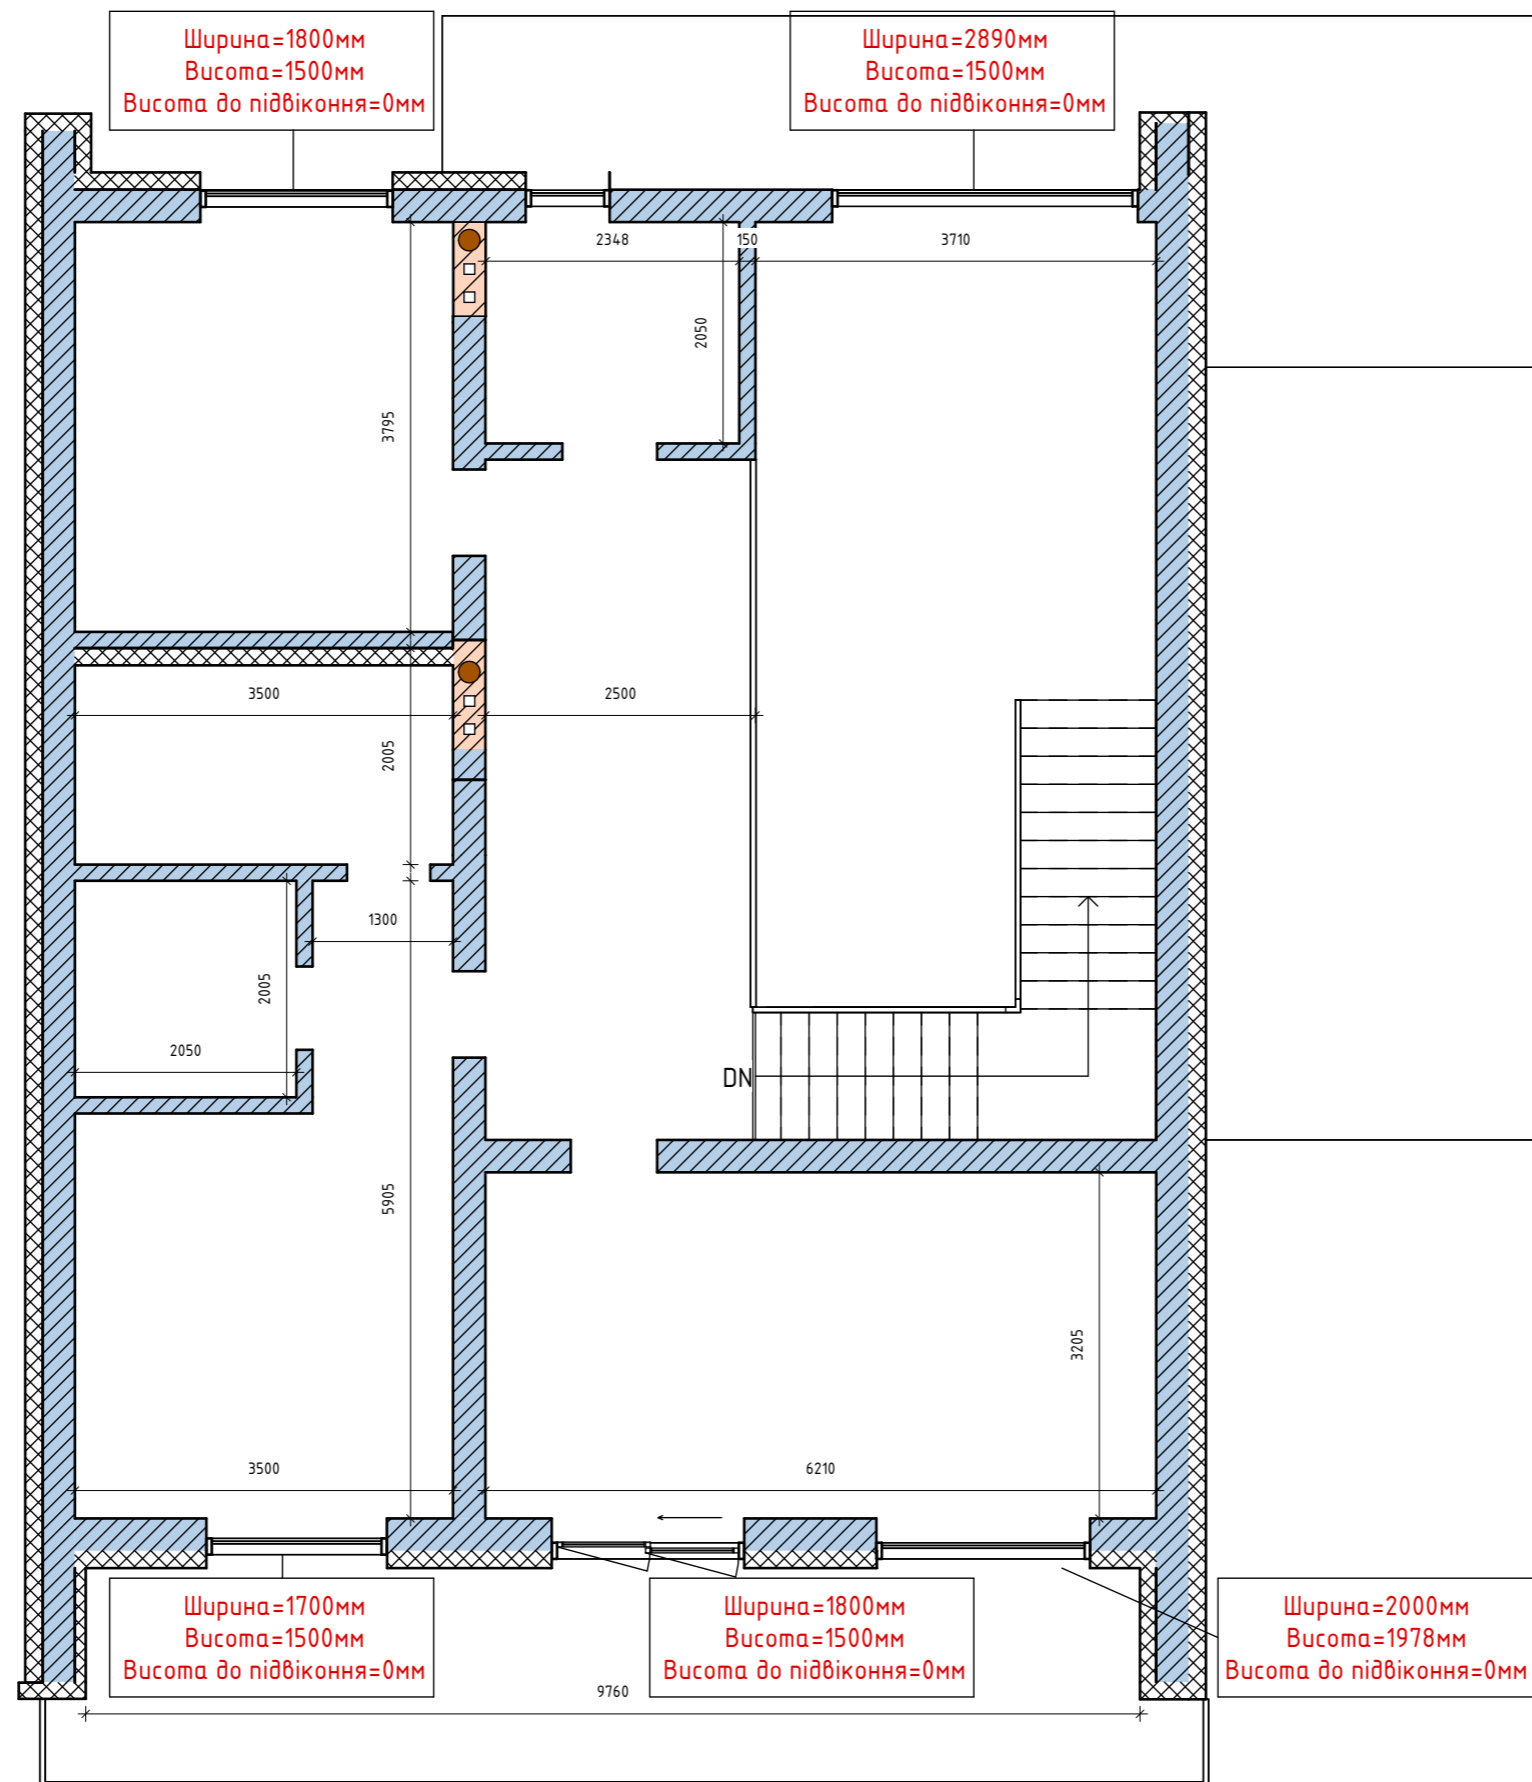 Ширина=1800мм
Висота=1500мм
Висота до підвіконня=0мм
Ширина=2890мм
Висота=1500мм
Висота до підвіконня=0мм
2348
150
3710
2050
3795
3500
2500
2005
1300
2005
2050
DN
5905
3205
3500
6210
Ширина=1700мм
Висота=1500мм
Висота до підвіконня=0мм
Ширина=1800мм
Висота=1500мм
Висота до підвіконня=0мм
Ширина=2000мм
Висота=1978мм
Висота до підвіконня=0мм
9760